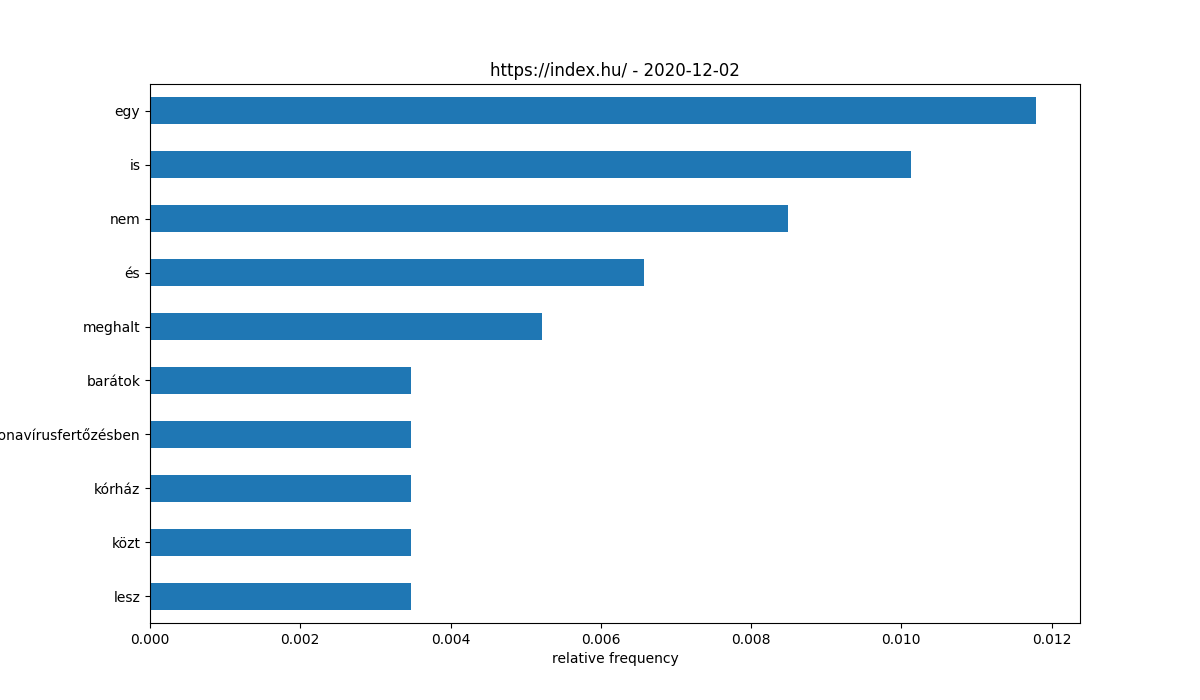 https://index.hu/ - 2020-12-02
egy
is
nem
és
meghalt
barátok
onavírusfertőzésben
kórház
közt
lesz
0.000 0.002 0.004 0.006 0.008 0.010 0.012
relative frequency